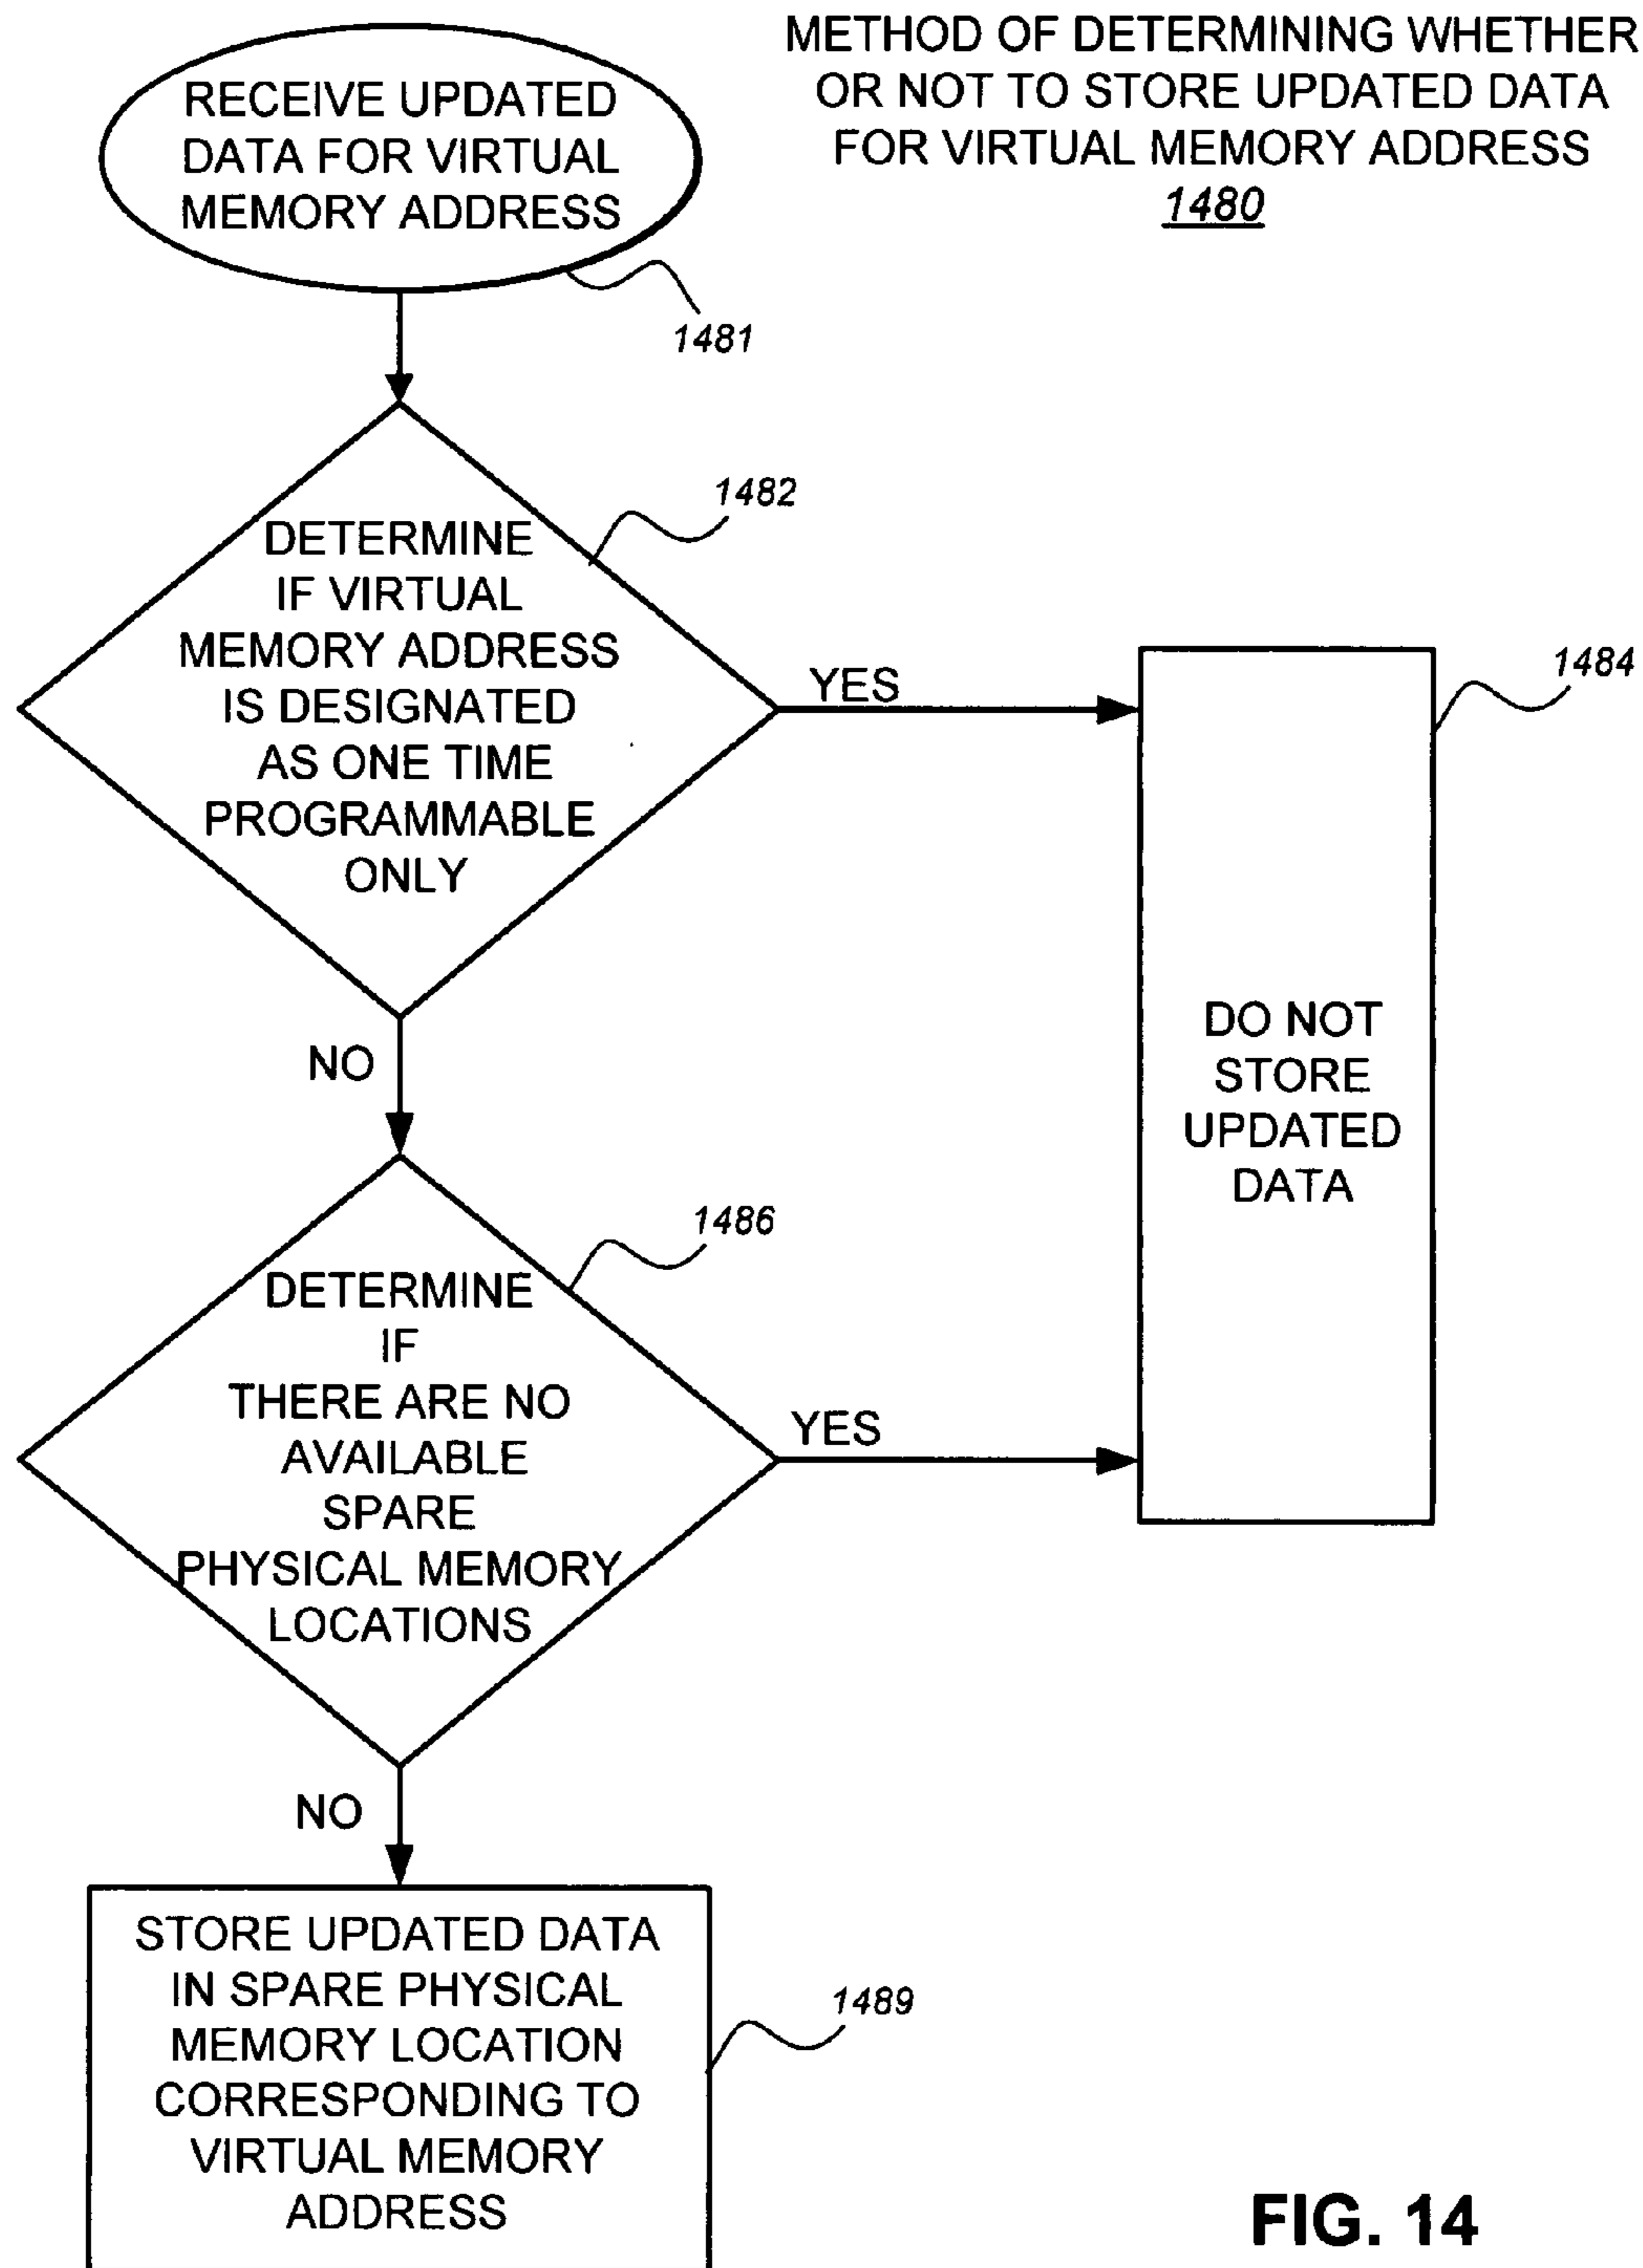 METHOD OF DETERMINING WHETHER
OR NOT TO STORE UPDATED DATA
FOR VIRTUAL MEMORY ADDRESS
1480
RECEIVE UPDATED
DATA FOR VIRTUAL
MEMORY ADDRESS
1481
1482
DETERMINE
IF VIRTUAL
MEMORY ADDRESS
IS DESIGNATED
AS ONE TIME
PROGRAMMABLE
ONLY
YES
NO
1484
DO NOT
STORE
UPDATED
DATA
1486
DETERMINE
IF
THERE ARE NO
AVAILABLE
SPARE
PHYSICAL MEMORY
LOCATIONS
YES
NO
STORE UPDATED DATA
IN SPARE PHYSICAL
MEMORY LOCATION
CORRESPONDING TO
VIRTUAL MEMORY
ADDRESS
1489
FIG. 14